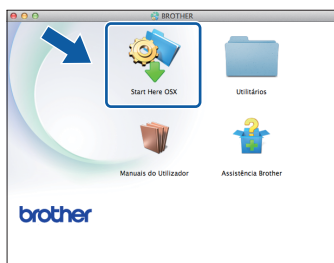 BROTHER
Start Here OSX
Utilitários
Manuais do Utilizador
Assistência Brother
brother